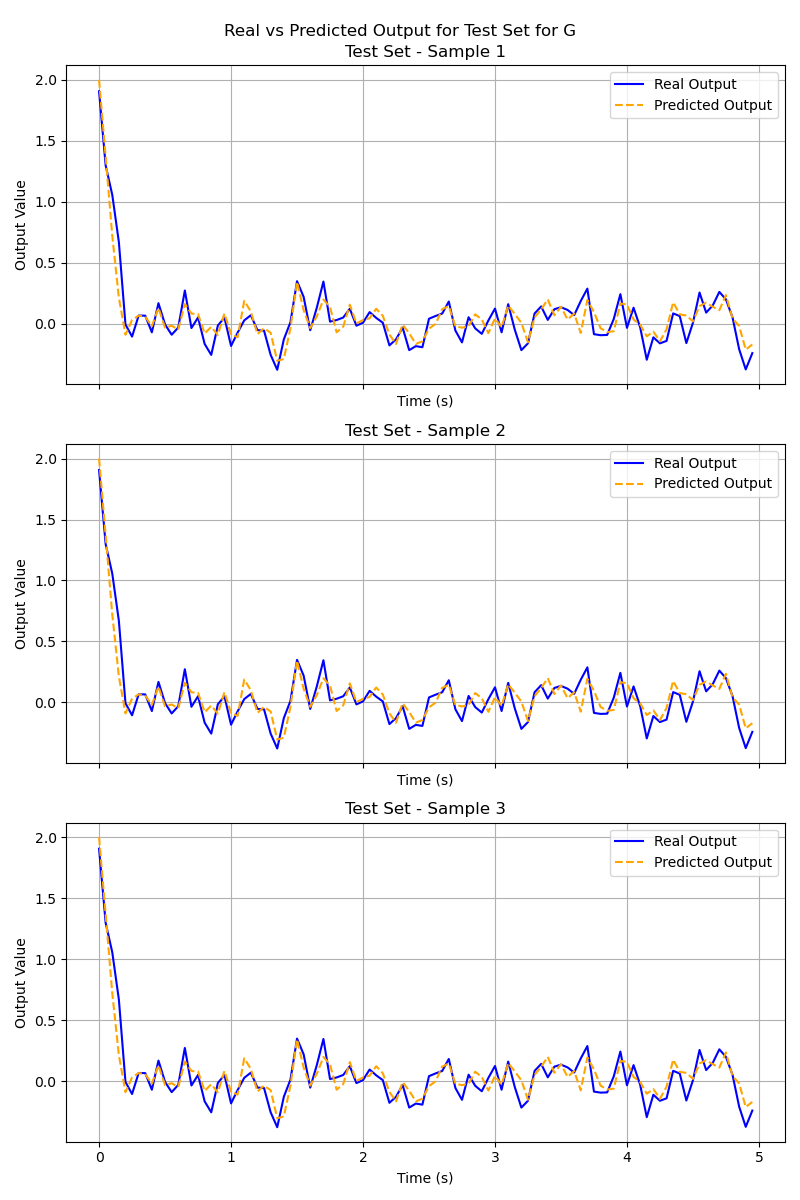 Real vs Predicted Output for Test Set for G
Test Set - Sample 1
Real Output
Predicted Output
Output Value
2.0
1.5
1.0
0.5
0.0
Time (s)
Test Set - Sample 2
Real Output
Predicted Output
Output Value
2.0
1.5
1.0
0.5
0.0
Time (s)
Test Set - Sample 3
Real Output
Predicted Output
Output Value
2.0
1.5
1.0
0.5
0.0
0 1 2 3 4 5
Time (s)